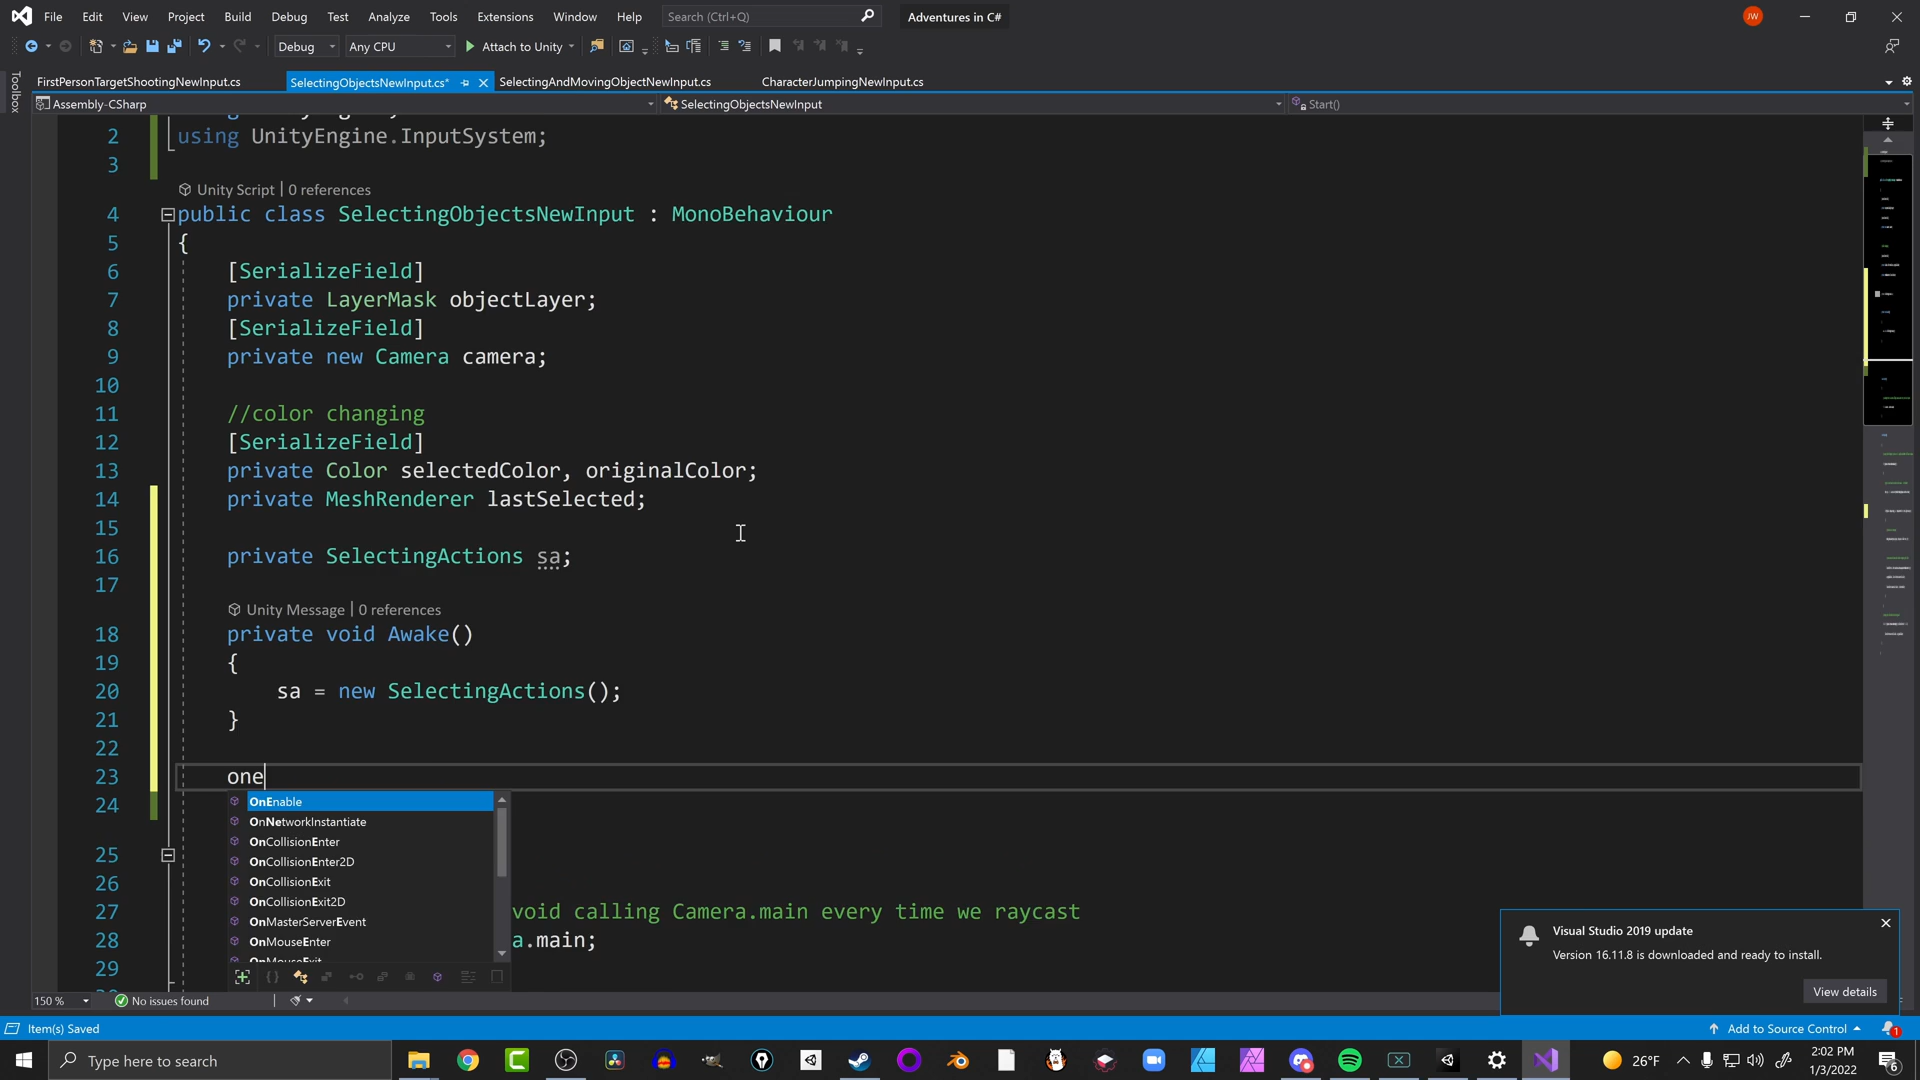 File Edit View Project Build Debug Test Analyze Tools Extensions Window Help Search (Ctrl+Q) Adventures in C# JW
Debug Any CPU Attach to Unity
FirstPersonTargetShootingNewInput.cs SelectingObjectsNewInput.cs* SelectingAndMovingObjectNewInput.cs CharacterJumpingNewInput.cs
Toolbox
Assembly-CSharp SelectingObjectsNewInput Start()
2 using UnityEngine.InputSystem;
3
Unity Script | 0 references
4 public class SelectingObjectsNewInput : MonoBehaviour
5 {
6 [SerializeField]
7 private LayerMask objectLayer;
8 [SerializeField]
9 private new Camera camera;
10
11 //color changing
12 [SerializeField]
13 private Color selectedColor, originalColor;
14 private MeshRenderer lastSelected;
15
16 private SelectingActions sa;
17
Unity Message | 0 references
18 private void Awake()
19 {
20 sa = new SelectingActions();
21 }
22
23 one
OnEnable
24
OnNetworkInstantiate
OnCollisionEnter
25
OnCollisionEnter2D
OnCollisionExit
26
OnCollisionExit2D
27 void calling Camera.main every time we raycast
OnMasterServerEvent
28 a.main;
OnMouseEnter
OnMouseExit
29
Visual Studio 2019 update
Version 16.11.8 is downloaded and ready to install.
View details
150 % No issues found
Item(s) Saved Add to Source Control 1
Type here to search 26°F 2:02 PM
1/3/2022 6